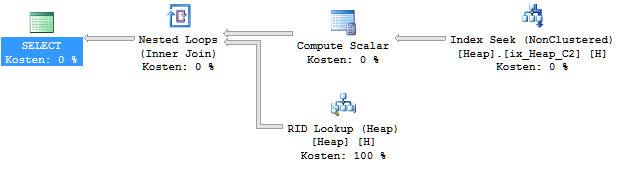 SELECT
Kosten: 0 %
Nested Loops
(Inner Join)
Kosten: 0 %
Compute Scalar
Kosten: 0 %
Index Seek (NonClustered)
[Heap].[ix_Heap_C2] [H]
Kosten: 0 %
RID Lookup (Heap)
[Heap] [H]
Kosten: 100 %